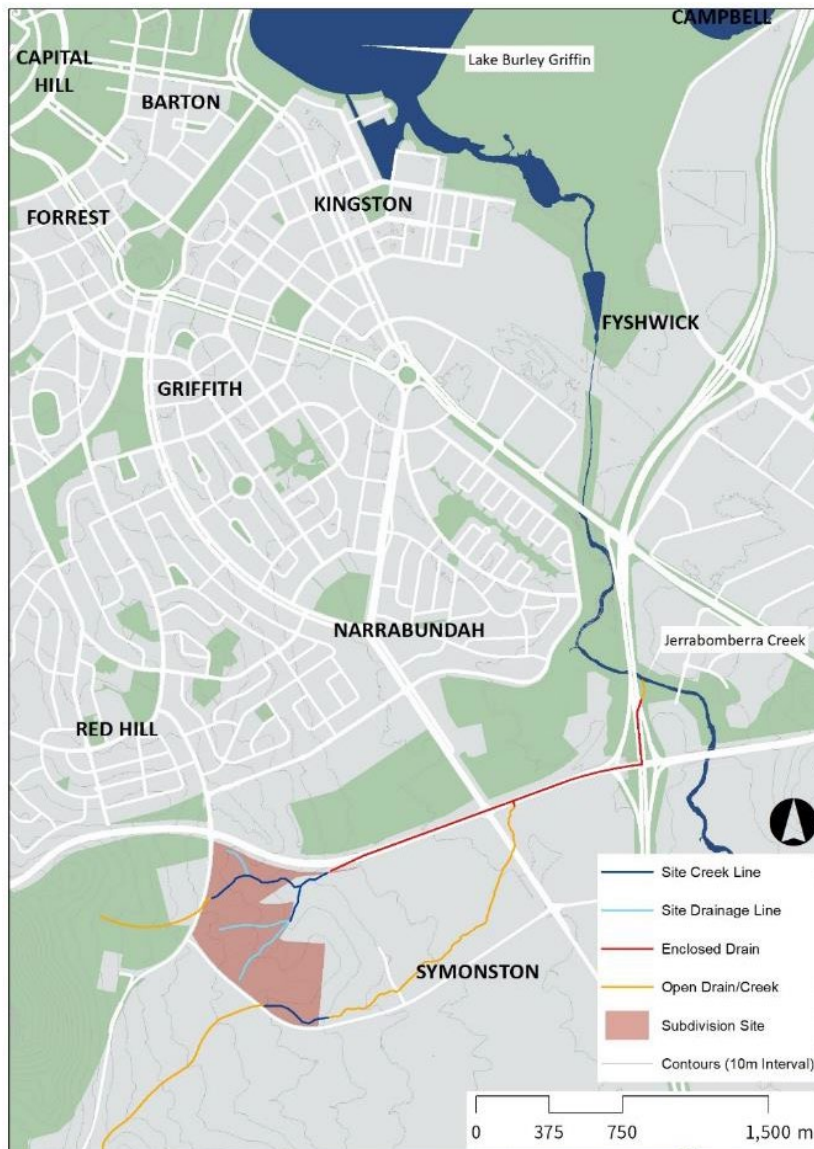 CAMPBELL
Lake Burley Griffin
CAPITAL
HILL
BARTON
KINGSTON
FORREST
FYSHWICK
GRIFFITH
NARRABUNDAH
Jerrabomberra Creek
RED HILL
SYMONSTON
Site Creek Line
Site Drainage Line
Enclosed Drain
Open Drain/Creek
Subdivision Site
Contours (10m Interval)
0 375 750 1,500 m